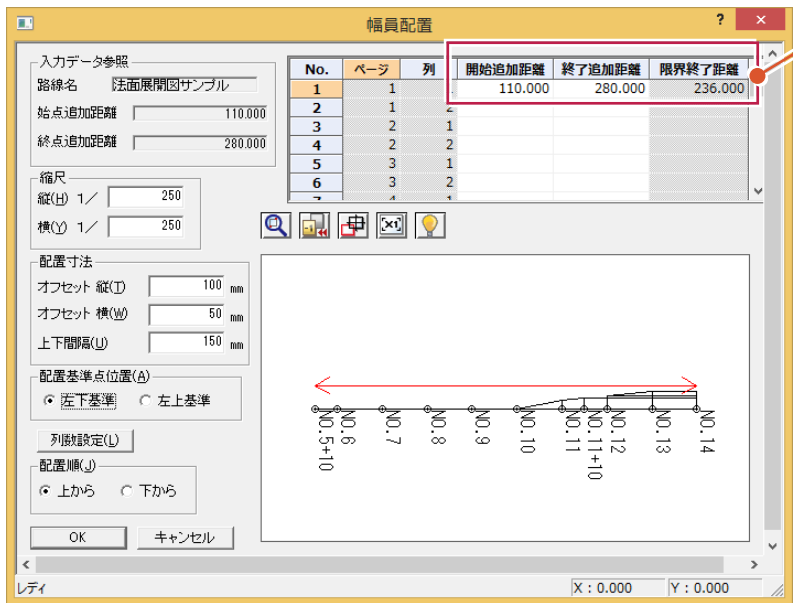 幅員配置
? ×
入力データ参照
路線名 法面展開図サンプル
始点追加距離 110.000
終点追加距離 280.000
縮尺
縦(H) 1/ 250
横(Y) 1/ 250
配置寸法
オフセット 縦(T) 100 mm
オフセット 横(W) 50 mm
上下間隔(U) 150 mm
配置基準点位置(A)
左下基準 左上基準
列数設定(L)
配置順(J)
上から 下から
OK キャンセル
No. ページ 列 開始追加距離 終了追加距離 限界終了距離
1 1 110.000 280.000 236.000
2 1 2
3 2 1
4 2 2
5 3 1
6 3 2
[X1]
NO.5+10
NO.6
NO.7
NO.8
NO.9
NO.10
NO.11
NO.11+10
NO.12
NO.13
NO.14
レディ X : 0.000 Y : 0.000